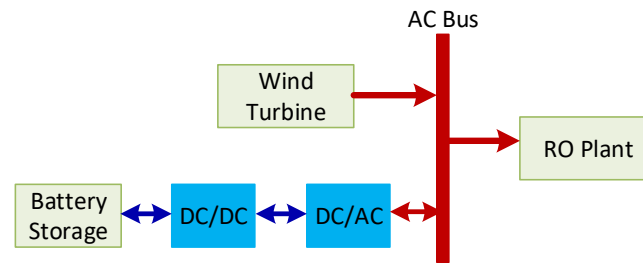 AC Bus
Wind
Turbine
RO Plant
Battery
Storage
DC/DC
DC/AC